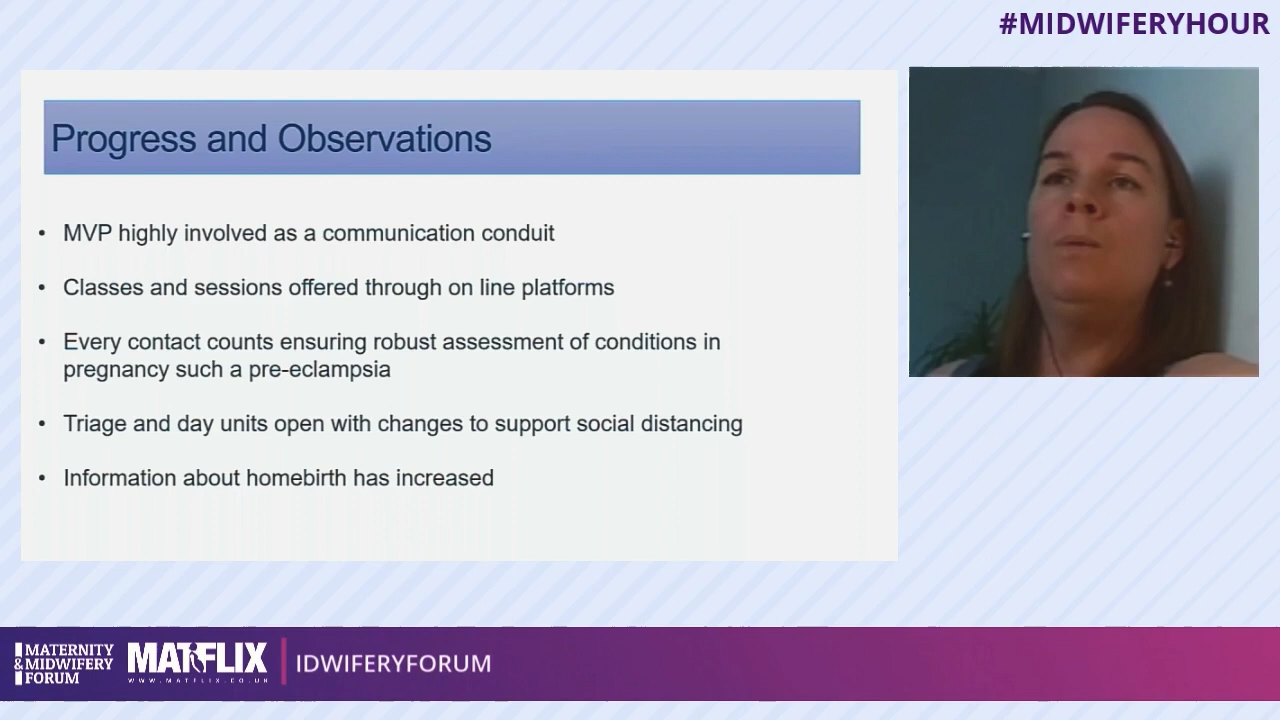 #MIDWIFERYHOUR
Progress and Observations
• MVP highly involved as a communication conduit
• Classes and sessions offered through on line platforms
• Every contact counts ensuring robust assessment of conditions in
pregnancy such a pre-eclampsia
• Triage and day units open with changes to support social distancing
• Information about homebirth has increased
MATERNITY
& MIDWIFERY
FORUM
MATFLIX
WWW.MATFLIX.CO.UK
IDWIFERYFORUM